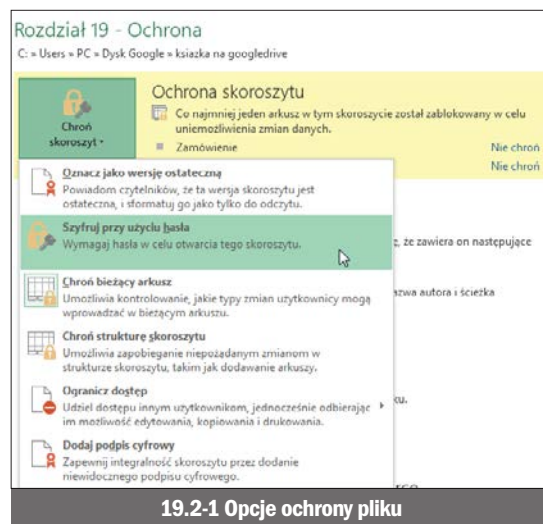 Rozdział 19 - Ochrona
C: » Users » PC » Dysk Google » ksiazka na googledrive
Chroń
skoroszyt
Ochrona skoroszytu
Co najmniej jeden arkusz w tym skoroszycie został zablokowany w celu
uniemożliwienia zmian danych.
Zamówienie Nie chroń
Nie chroń
Oznacz jako wersję ostateczną
Powiadom czytelników, że ta wersja skoroszytu jest
ostateczna, i sformatuj go jako tylko do odczytu.
Szyfruj przy użyciu hasła
Wymagaj hasła w celu otwarcia tego skoroszytu.
ę, że zawiera on następujące
Chroń bieżący arkusz
Umożliwia kontrolowanie, jakie typy zmian użytkownicy mogą
wprowadzać w bieżącym arkuszu.
azwa autora i ścieżka
Chroń strukturę skoroszytu
Umożliwia zapobieganie niepożądanym zmianom w
strukturze skoroszytu, takim jak dodawanie arkuszy.
Ogranicz dostęp
Udziel dostępu innym użytkownikom, jednocześnie odbierając
im możliwość edytowania, kopiowania i drukowania.
ku.
Dodaj podpis cyfrowy
Zapewnij integralność skoroszytu przez dodanie
niewidocznego podpisu cyfrowego.
19.2-1 Opcje ochrony pliku